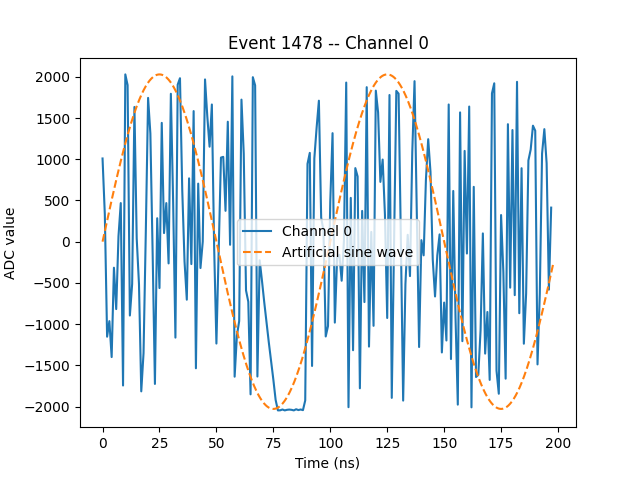 Event 1478 -- Channel 0
ADC value
2000
1500
1000
500
0
−500
−1000
−1500
−2000
Channel 0
Artificial sine wave
0 25 50 75 100 125 150 175 200
Time (ns)